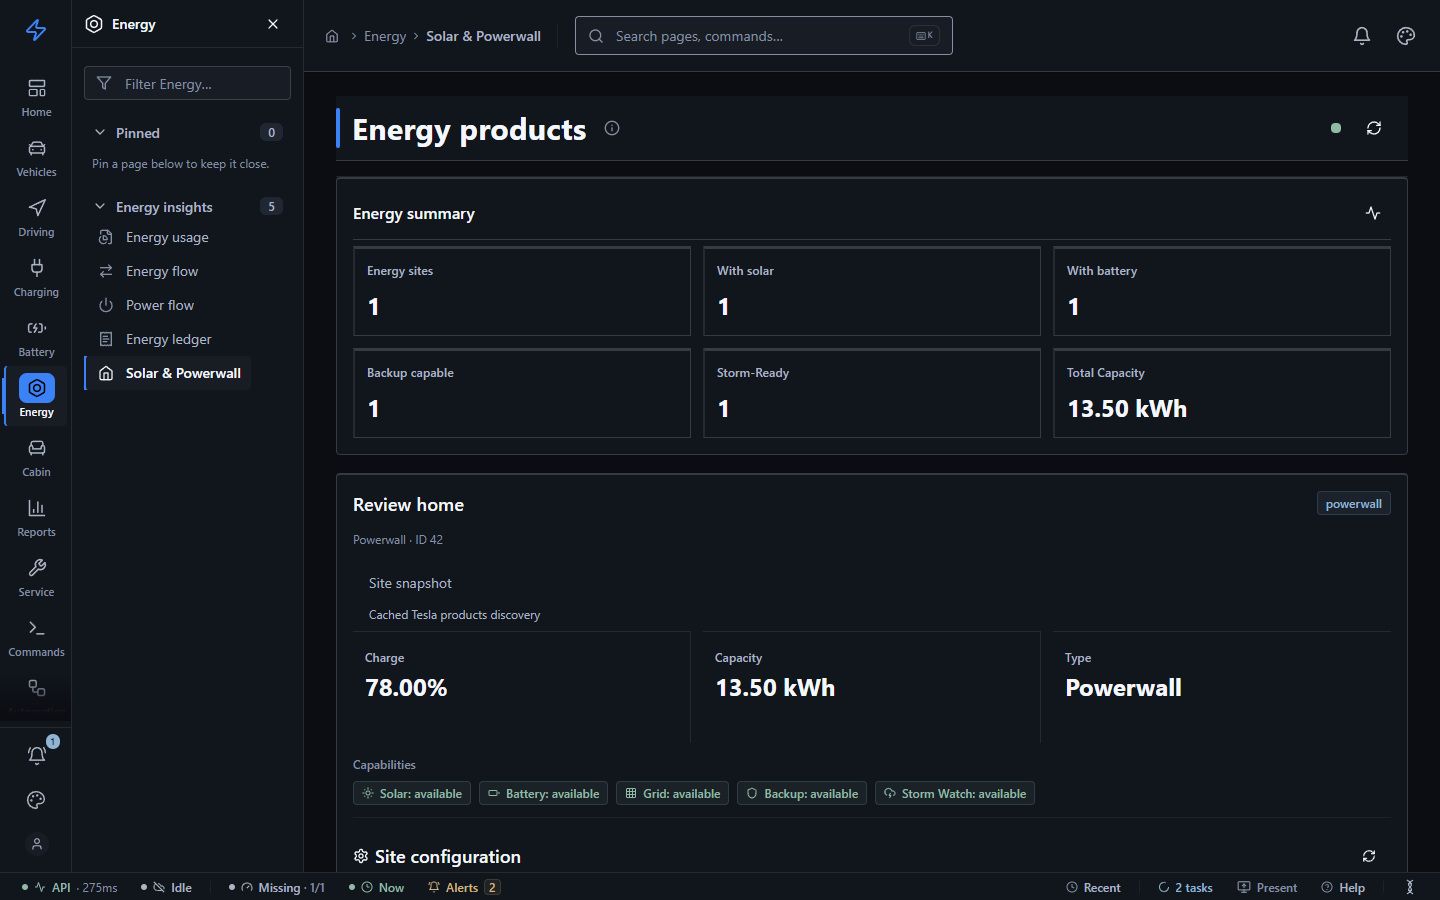 Energy
Energy
Solar & Powerwall
Search pages, commands...
K
Home
Vehicles
Driving
Charging
Battery
Energy
Cabin
Reports
Service
Commands
1
Filter Energy...
Pinned
0
Pin a page below to keep it close.
Energy insights
5
Energy usage
Energy flow
Power flow
Energy ledger
Solar & Powerwall
Energy products
Energy summary
Energy sites
1
With solar
1
With battery
1
Backup capable
1
Storm-Ready
1
Total Capacity
13.50 kWh
Review home
powerwall
Powerwall · ID 42
Site snapshot
Cached Tesla products discovery
Charge
78.00%
Capacity
13.50 kWh
Type
Powerwall
Capabilities
Solar: available
Battery: available
Grid: available
Backup: available
Storm Watch: available
Site configuration
API · 275ms
Idle
Missing · 1/1
Now
Alerts 2
Recent
2 tasks
Present
Help